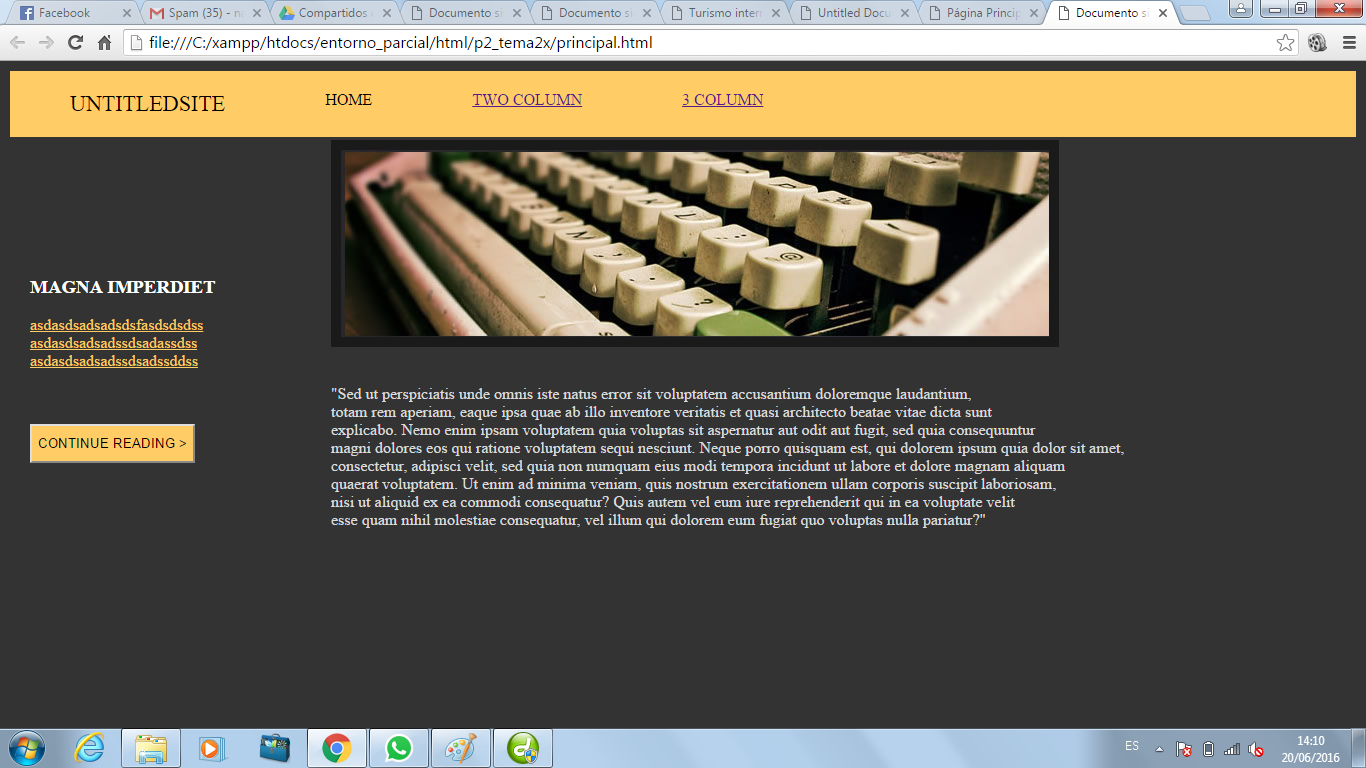 Facebook
Spam (35) - n
Compartidos
Documento s
Documento s
Turismo inter
Untitled Docu
Página Princip
Documento s
file:///C:/xampp/htdocs/entorno_parcial/html/p2_tema2x/principal.html
UNTITLEDSITE
HOME
TWO COLUMN
3 COLUMN
MAGNA IMPERDIET
asdasdsadsadsdsfasdsdsdss
asdasdsadsadssdsadassdss
asdasdsadsadssdsadssddss
CONTINUE READING >
"Sed ut perspiciatis unde omnis iste natus error sit voluptatem accusantium doloremque laudantium,
totam rem aperiam, eaque ipsa quae ab illo inventore veritatis et quasi architecto beatae vitae dicta sunt
explicabo. Nemo enim ipsam voluptatem quia voluptas sit aspernatur aut odit aut fugit, sed quia consequuntur
magni dolores eos qui ratione voluptatem sequi nesciunt. Neque porro quisquam est, qui dolorem ipsum quia dolor sit amet,
consectetur, adipisci velit, sed quia non numquam eius modi tempora incidunt ut labore et dolore magnam aliquam
quaerat voluptatem. Ut enim ad minima veniam, quis nostrum exercitationem ullam corporis suscipit laboriosam,
nisi ut aliquid ex ea commodi consequatur? Quis autem vel eum iure reprehenderit qui in ea voluptate velit
esse quam nihil molestiae consequatur, vel illum qui dolorem eum fugiat quo voluptas nulla pariatur?"
ES
14:10
20/06/2016